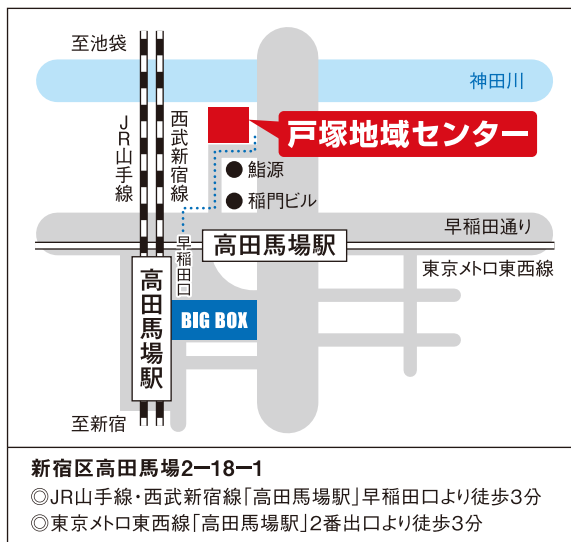 至池袋
神田川
JR山手線
西武新宿線
戸塚地域センター
●鮨源
●稲門ビル
早稲田通り
早稲田口
高田馬場駅
東京メトロ東西線
高田馬場駅
BIG BOX
至新宿
新宿区高田馬場2−18−1
◎JR山手線・西武新宿線「高田馬場駅」早稲田口より徒歩3分
◎東京メトロ東西線「高田馬場駅」2番出口より徒歩3分